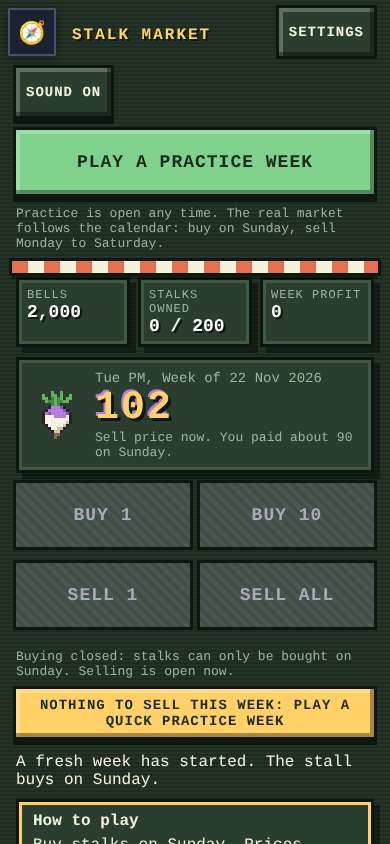 STALK MARKET
SETTINGS
SOUND ON
PLAY A PRACTICE WEEK
Practice is open any time. The real market
follows the calendar: buy on Sunday, sell
Monday to Saturday.
BELLS
2,000
STALKS
OWNED
0 / 200
WEEK PROFIT
0
Tue PM, Week of 22 Nov 2026
102
Sell price now. You paid about 90
on Sunday.
BUY 1
BUY 10
SELL 1
SELL ALL
Buying closed: stalks can only be bought on
Sunday. Selling is open now.
NOTHING TO SELL THIS WEEK: PLAY A
QUICK PRACTICE WEEK
A fresh week has started. The stall
buys on Sunday.
How to play
Buy stalks on Sunday. Prices